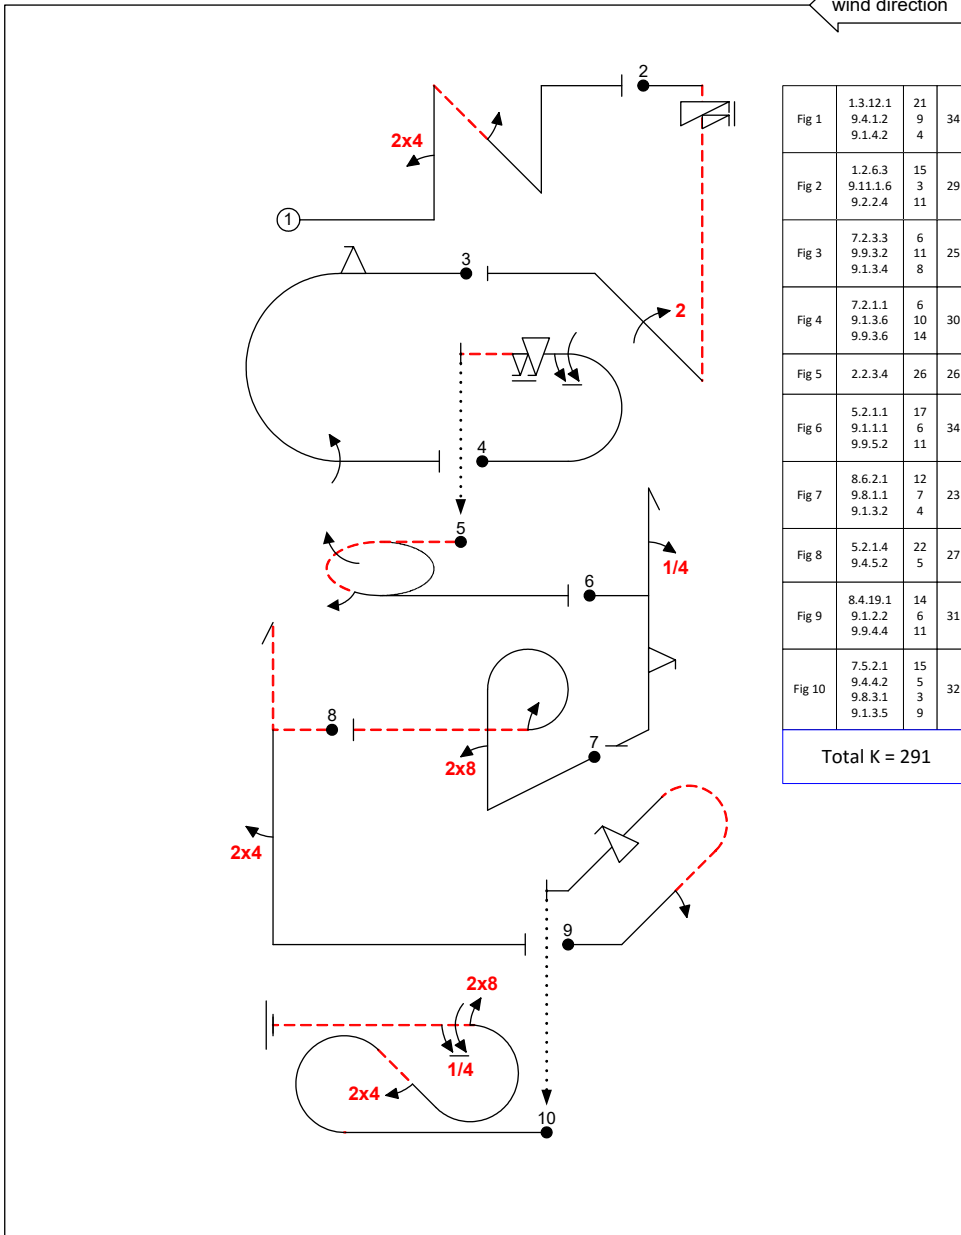 wind direction
2
2x4
1
3
2
4
5
1/4
6
8
7
2x8
2x4
9
2x8
1/4
2x4
10
Fig 1 1.3.12.1 21 34
9.4.1.2 9
9.1.4.2 4
Fig 2 1.2.6.3 15 29
9.11.1.6 3
9.2.2.4 11
Fig 3 7.2.3.3 6 25
9.9.3.2 11
9.1.3.4 8
Fig 4 7.2.1.1 6 30
9.1.3.6 10
9.9.3.6 14
Fig 5 2.2.3.4 26 26
Fig 6 5.2.1.1 17 34
9.1.1.1 6
9.9.5.2 11
Fig 7 8.6.2.1 12 23
9.8.1.1 7
9.1.3.2 4
Fig 8 5.2.1.4 22 27
9.4.5.2 5
Fig 9 8.4.19.1 14 31
9.1.2.2 6
9.9.4.4 11
Fig 10 7.5.2.1 15 32
9.4.4.2 5
9.8.3.1 3
9.1.3.5 9
Total K = 291